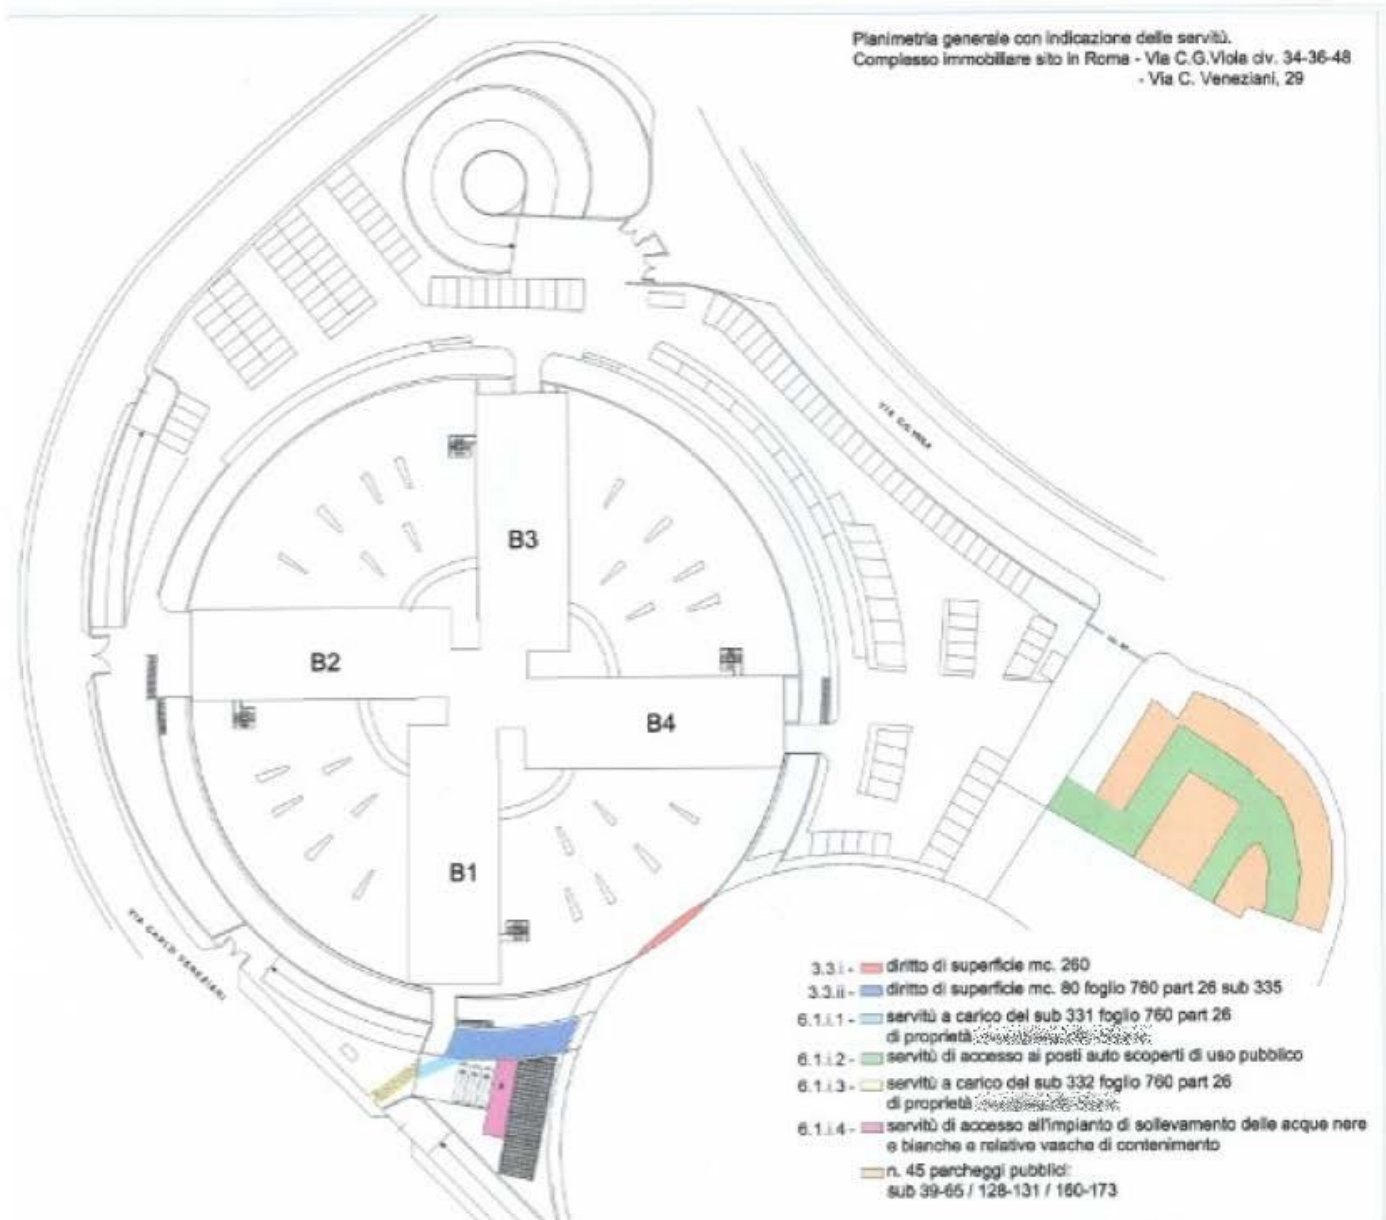 Planimetria generale con indicazione delle servitù.
Complesso immobiliare sito in Roma - Via C.G.Viola civ. 34-36-48
- Via C. Veneziani, 29
VIA C.G. VIOLA
B3
B2
B4
B1
VIA CARLO VENEZIANI
3.3.i - diritto di superficie mc. 260
3.3.ii - diritto di superficie mc. 80 foglio 760 part 26 sub 335
6.1.i.1 - servitù a carico del sub 331 foglio 760 part 26
di proprietà
6.1.i.2 - servitù di accesso ai posti auto scoperti di uso pubblico
6.1.i.3 - servitù a carico del sub 332 foglio 760 part 26
di proprietà
6.1.i.4 - servitù di accesso all'impianto di sollevamento delle acque nere
e bianche e relative vasche di contenimento
n. 45 parcheggi pubblici:
sub 39-65 / 128-131 / 160-173